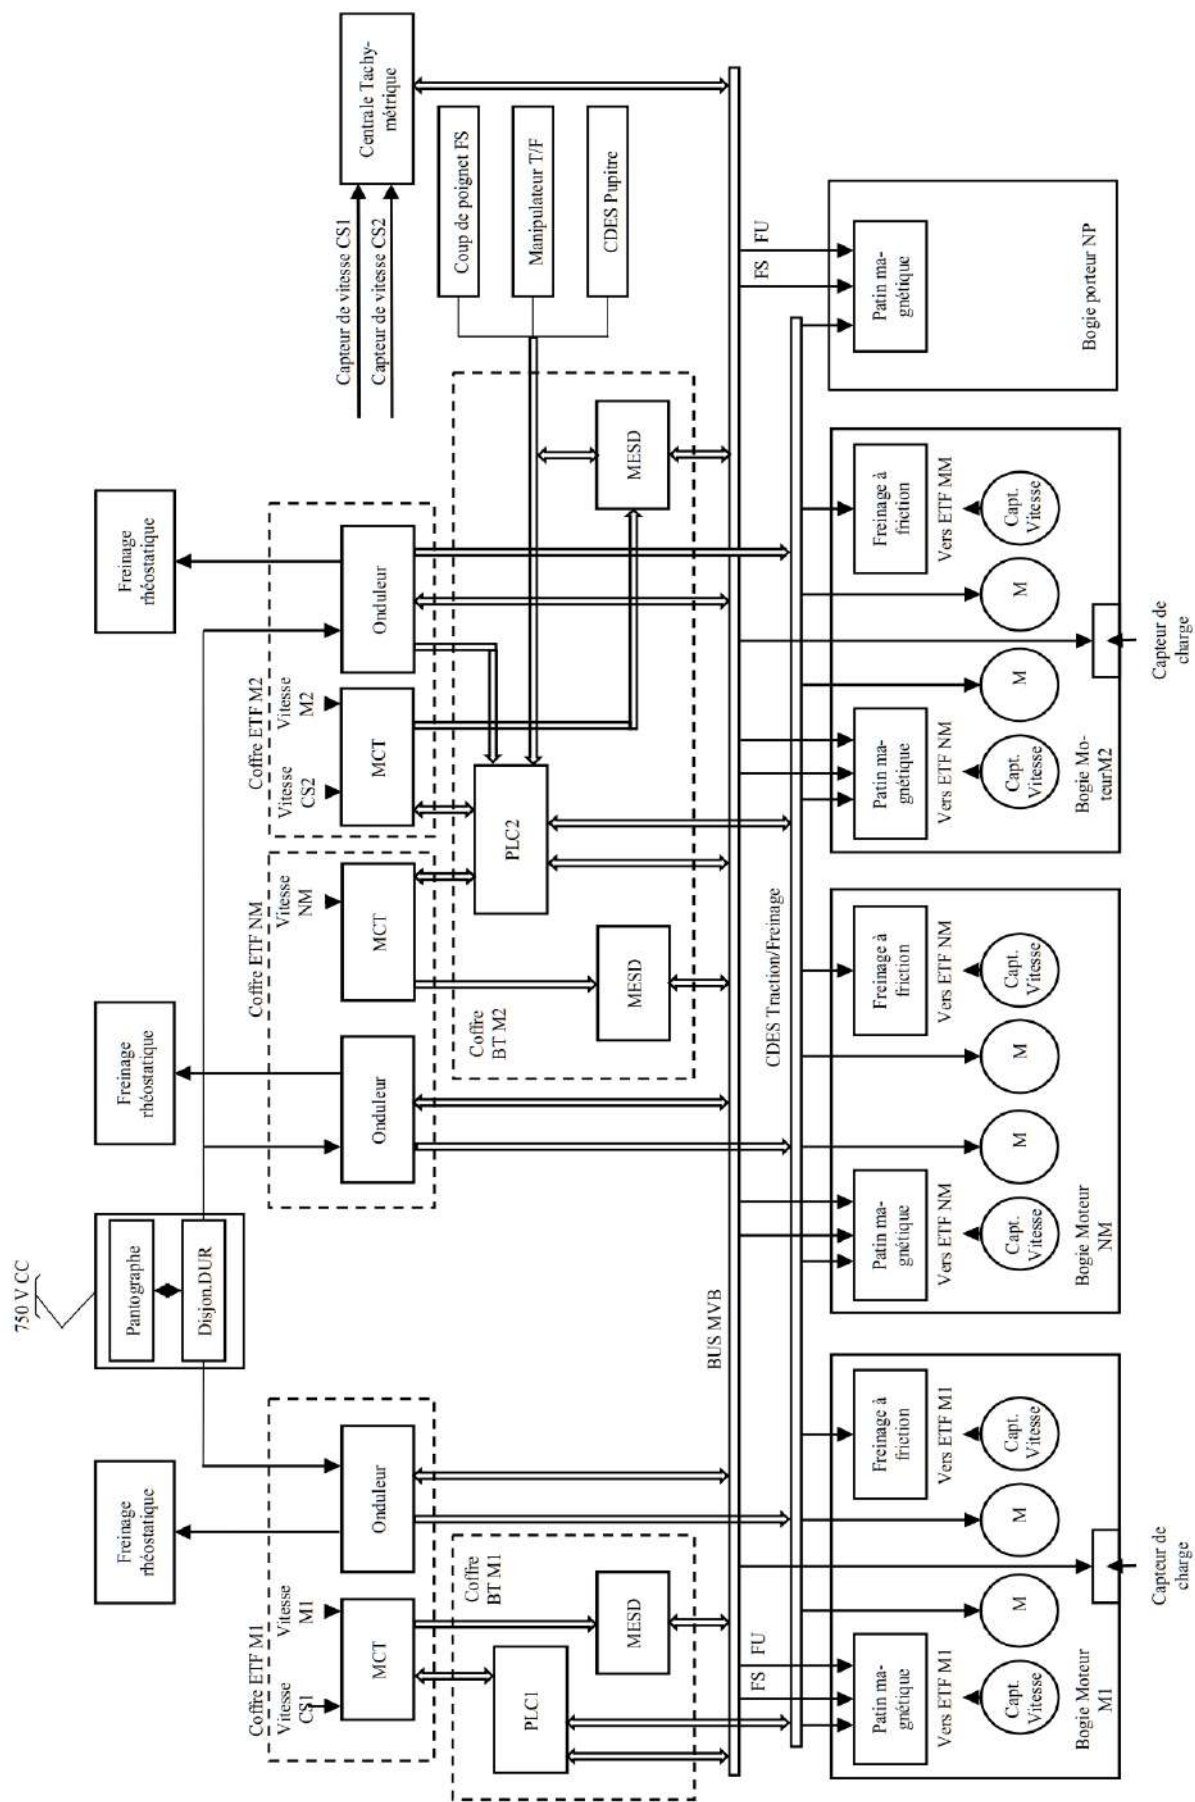 750 V CC
Pantographe
Disjon.DUR
Freinage
rhéostatique
Freinage
rhéostatique
Freinage
rhéostatique
Coffre ETF M1
Vitesse
CS1
Vitesse
M1
MCT
Onduleur
Coffre ETF NM
Onduleur
Vitesse
NM
MCT
Coffre ETF M2
Vitesse
CS2
Vitesse
M2
MCT
Onduleur
Capteur de vitesse CS1
Capteur de vitesse CS2
Centrale Tachy-
métrique
Coup de poignet FS
Manipulateur T/F
CDES Pupitre
Coffre
BT M1
PLC1
MESD
Coffre
BT M2
MESD
PLC2
MESD
BUS MVB
CDES Traction/Freinage
FS
FU
Patin ma-
gnétique
Vers ETF M1
Capt.
Vitesse
M
M
Freinage à
friction
Vers ETF M1
Capt.
Vitesse
Bogie Moteur
M1
Capteur de
charge
Patin ma-
gnétique
Vers ETF NM
Capt.
Vitesse
M
M
Freinage à
friction
Vers ETF NM
Capt.
Vitesse
Bogie Moteur
NM
Patin ma-
gnétique
Vers ETF NM
Capt.
Vitesse
M
M
Freinage à
friction
Vers ETF MM
Capt.
Vitesse
Bogie Mo-
teurM2
Capteur de
charge
FS
FU
Patin ma-
gnétique
Bogie porteur NP